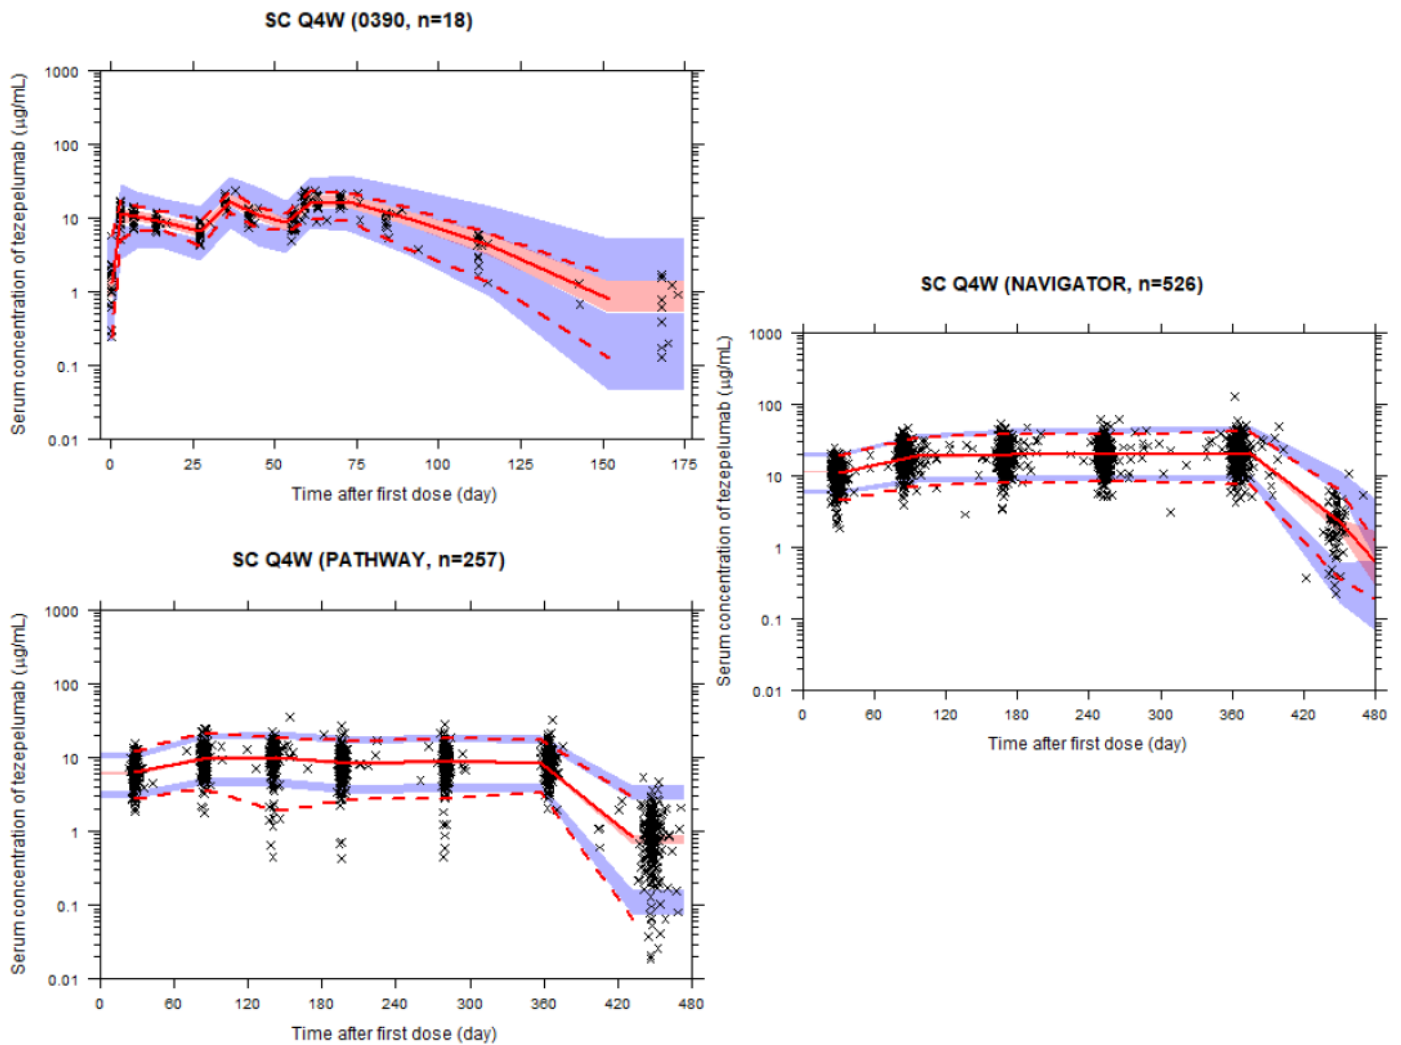 SC Q4W (0390, n=18)
Serum concentration of tezepelumab (μg/mL)
1000
100
10
1
0.1
0.01
0 25 50 75 100 125 150 175
Time after first dose (day)
SC Q4W (PATHWAY, n=257)
Serum concentration of tezepelumab (μg/mL)
1000
100
10
1
0.1
0.01
0 60 120 180 240 300 360 420 480
Time after first dose (day)
SC Q4W (NAVIGATOR, n=526)
Serum concentration of tezepelumab (μg/mL)
1000
100
10
1
0.1
0.01
0 60 120 180 240 300 360 420 480
Time after first dose (day)